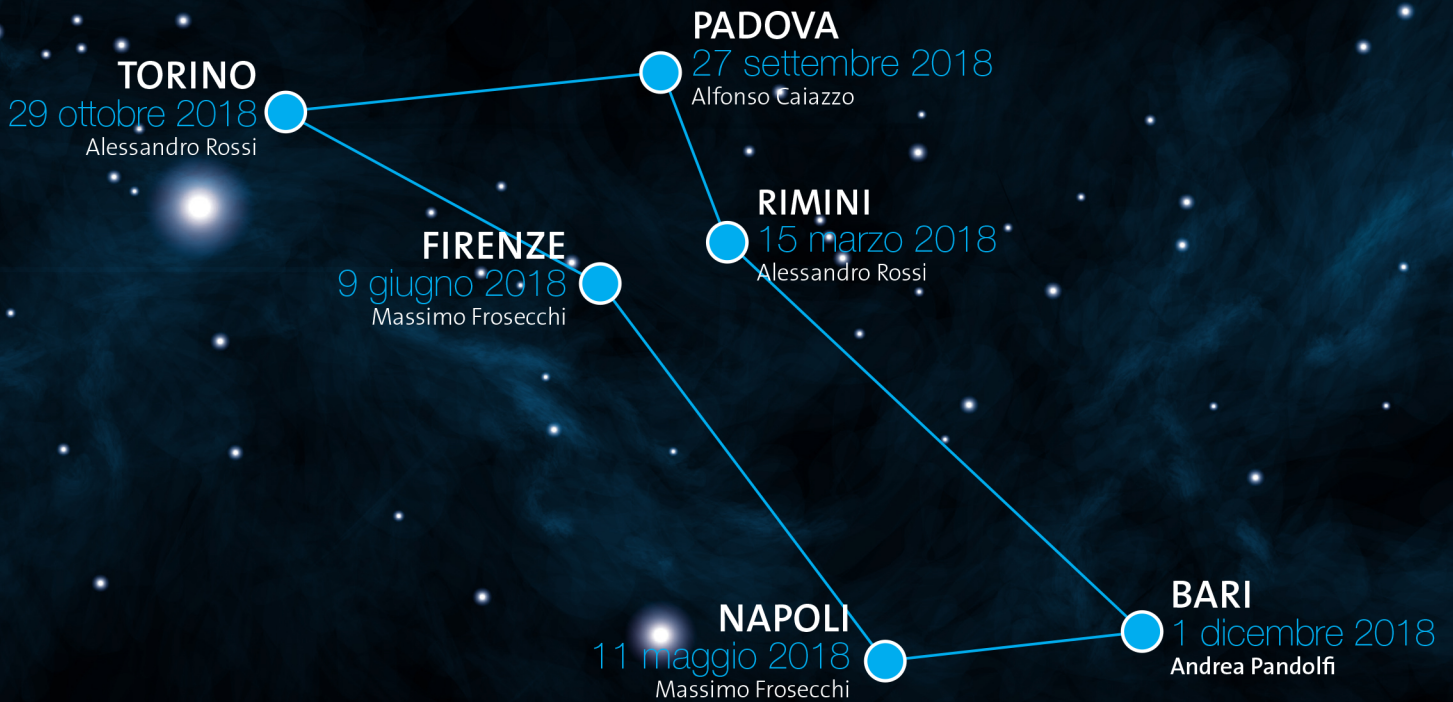 PADOVA
27 settembre 2018
Alfonso Caiazzo
TORINO
29 ottobre 2018
Alessandro Rossi
RIMINI
15 marzo 2018
Alessandro Rossi
FIRENZE
9 giugno 2018
Massimo Frosecchi
BARI
1 dicembre 2018
Andrea Pandolfi
NAPOLI
11 maggio 2018
Massimo Frosecchi